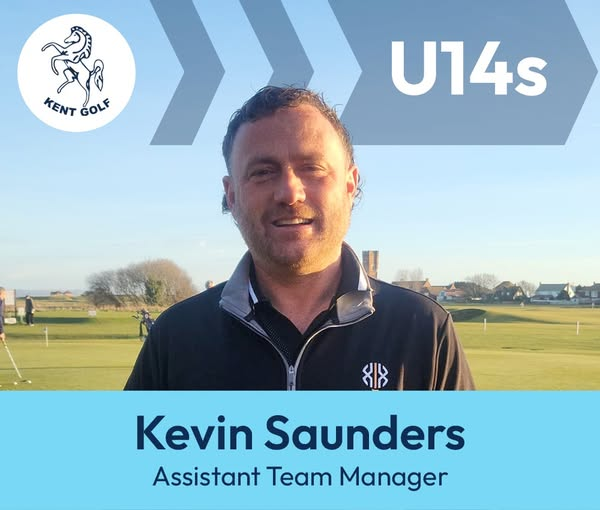 KENT GOLF
U14s
Kevin Saunders
Assistant Team Manager